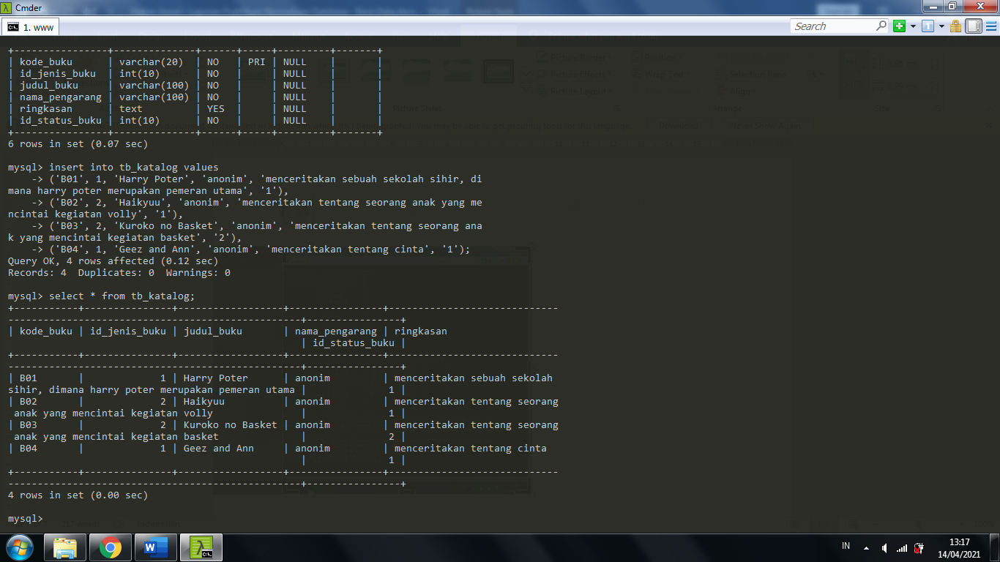 Cmder
1. www
Search
+----------------+--------------+------+-----+---------+-------+
| kode_buku      | varchar(20)  | NO   | PRI | NULL    |       |
| id_jenis_buku  | int(10)      | NO   |     | NULL    |       |
| judul_buku     | varchar(100) | NO   |     | NULL    |       |
| nama_pengarang | varchar(100) | NO   |     | NULL    |       |
| ringkasan      | text         | YES  |     | NULL    |       |
| id_status_buku | int(10)      | NO   |     | NULL    |       |
+----------------+--------------+------+-----+---------+-------+
6 rows in set (0.07 sec)
mysql> insert into tb_katalog values
    -> ('B01', 1, 'Harry Poter', 'anonim', 'menceritakan sebuah sekolah sihir, di
mana harry poter merupakan pemeran utama', '1'),
    -> ('B02', 2, 'Haikyuu', 'anonim', 'menceritakan tentang seorang anak yang me
ncintai kegiatan volly', '1'),
    -> ('B03', 2, 'Kuroko no Basket', 'anonim', 'menceritakan tentang seorang ana
k yang mencintai kegiatan basket', '2'),
    -> ('B04', 1, 'Geez and Ann', 'anonim', 'menceritakan tentang cinta', '1');
Query OK, 4 rows affected (0.12 sec)
Records: 4  Duplicates: 0  Warnings: 0
mysql> select * from tb_katalog;
+-----------+---------------+------------------+----------------+-----------------------------
--------------------------------------------------+----------------+
| kode_buku | id_jenis_buku | judul_buku       | nama_pengarang | ringkasan
                                                  | id_status_buku |
+-----------+---------------+------------------+----------------+-----------------------------
--------------------------------------------------+----------------+
| B01       |             1 | Harry Poter      | anonim         | menceritakan sebuah sekolah
sihir, dimana harry poter merupakan pemeran utama |              1 |
| B02       |             2 | Haikyuu          | anonim         | menceritakan tentang seorang
 anak yang mencintai kegiatan volly               |              1 |
| B03       |             2 | Kuroko no Basket | anonim         | menceritakan tentang seorang
 anak yang mencintai kegiatan basket              |              2 |
| B04       |             1 | Geez and Ann     | anonim         | menceritakan tentang cinta
                                                  |              1 |
+-----------+---------------+------------------+----------------+-----------------------------
--------------------------------------------------+----------------+
4 rows in set (0.00 sec)
mysql>
IN
13:17
14/04/2021